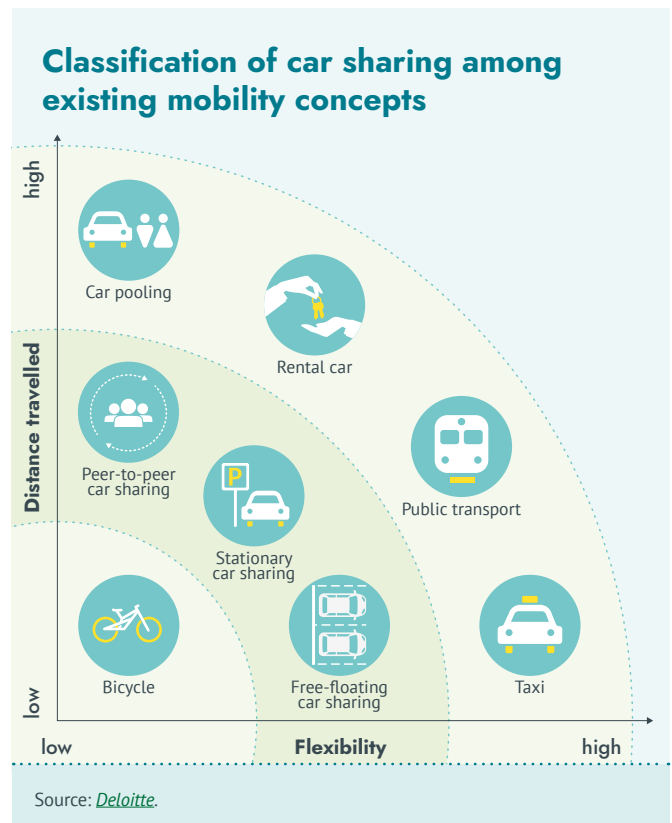 Classification of car sharing among
existing mobility concepts
high
Car pooling
Rental car
Distance travelled
Peer-to-peer
car sharing
P
Public transport
Stationary
car sharing
Bicycle
Free-floating
car sharing
Taxi
low
low
Flexibility
high
Source: Deloitte.